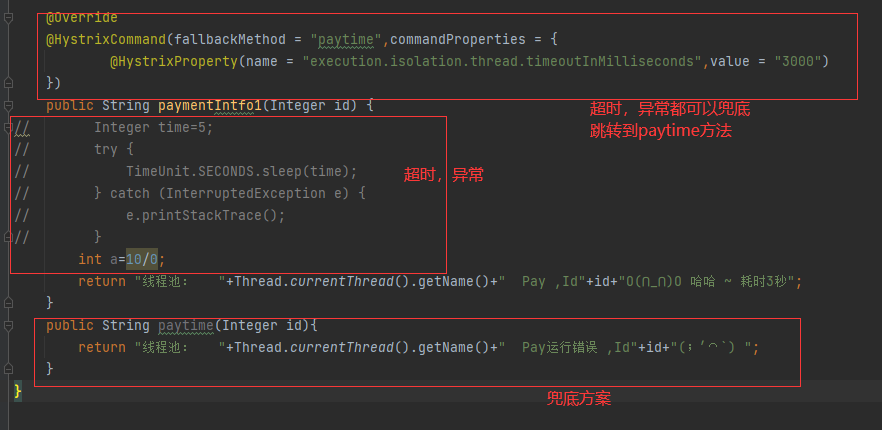 @Override
@HystrixCommand(fallbackMethod = "paytime",commandProperties = {
@HystrixProperty(name = "execution.isolation.thread.timeoutInMilliseconds",value = "3000")
})
超时，异常都可以兜底
跳转到paytime方法
public String paymentIntfo1(Integer id) {
// Integer time=5;
// try {
// TimeUnit.SECONDS.sleep(time);
超时，异常
// } catch (InterruptedException e) {
// e.printStackTrace();
// }
int a=10/0;
return "线程池： "+Thread.currentThread().getName()+" Pay ,Id"+id+"O(∩_∩)O 哈哈 ~ 耗时3秒";
}
public String paytime(Integer id){
return "线程池： "+Thread.currentThread().getName()+" Pay运行错误 ,Id"+id+"(；′⌒`) ";
}
兜底方案
}